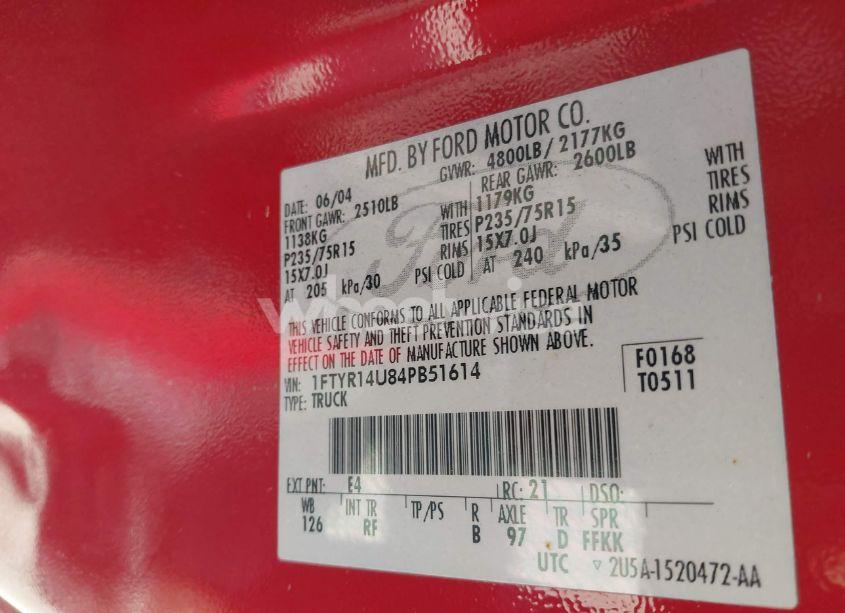 MFD. BY FORD MOTOR CO.
DATE: 06/04 GVWR: 4800LB/ 2177KG
FRONT GAWR: 2510LB REAR GAWR: 2600LB
1138KG WITH 1179KG WITH
P235/75R15 TIRES P235/75R15 TIRES
15X7.0J RIMS 15X7.0J RIMS
AT 205 kPa/30 PSI COLD AT 240 kPa/35 PSI COLD
Ford
THIS VEHICLE CONFORMS TO ALL APPLICABLE FEDERAL MOTOR
VEHICLE SAFETY AND THEFT PREVENTION STANDARDS IN
EFFECT ON THE DATE OF MANUFACTURE SHOWN ABOVE.
VIN: 1FTYR14U84PB51614
TYPE: TRUCK
F0168
T0511
EXT PNT: E4 RC: 21 DSO:
WB INT TR TP/PS R AXLE TR SPR
126 RF B 97 D FFKK
UTC ▽ 2U5A-1520472-AA